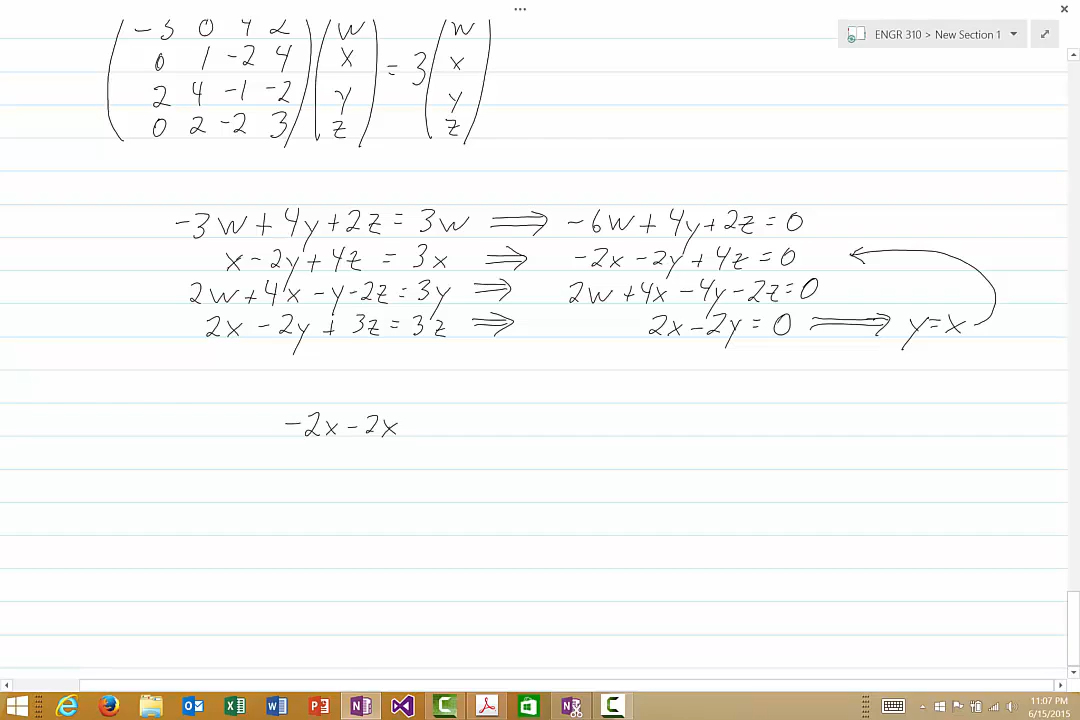 ...
ENGR 310 > New Section 1
-3 0 4 2 w w
0 1 -2 4 x = 3 x
2 4 -1 -2 y y
0 2 -2 3 z z
-3w + 4y + 2z = 3w ⟹ -6w + 4y + 2z = 0
x - 2y + 4z = 3x ⟹ -2x - 2y + 4z = 0
2w + 4x - y - 2z = 3y ⟹ 2w + 4x - 4y - 2z = 0
2x - 2y + 3z = 3z ⟹ 2x - 2y = 0 ⟹ y = x
-2x - 2x
11:07 PM
6/15/2015